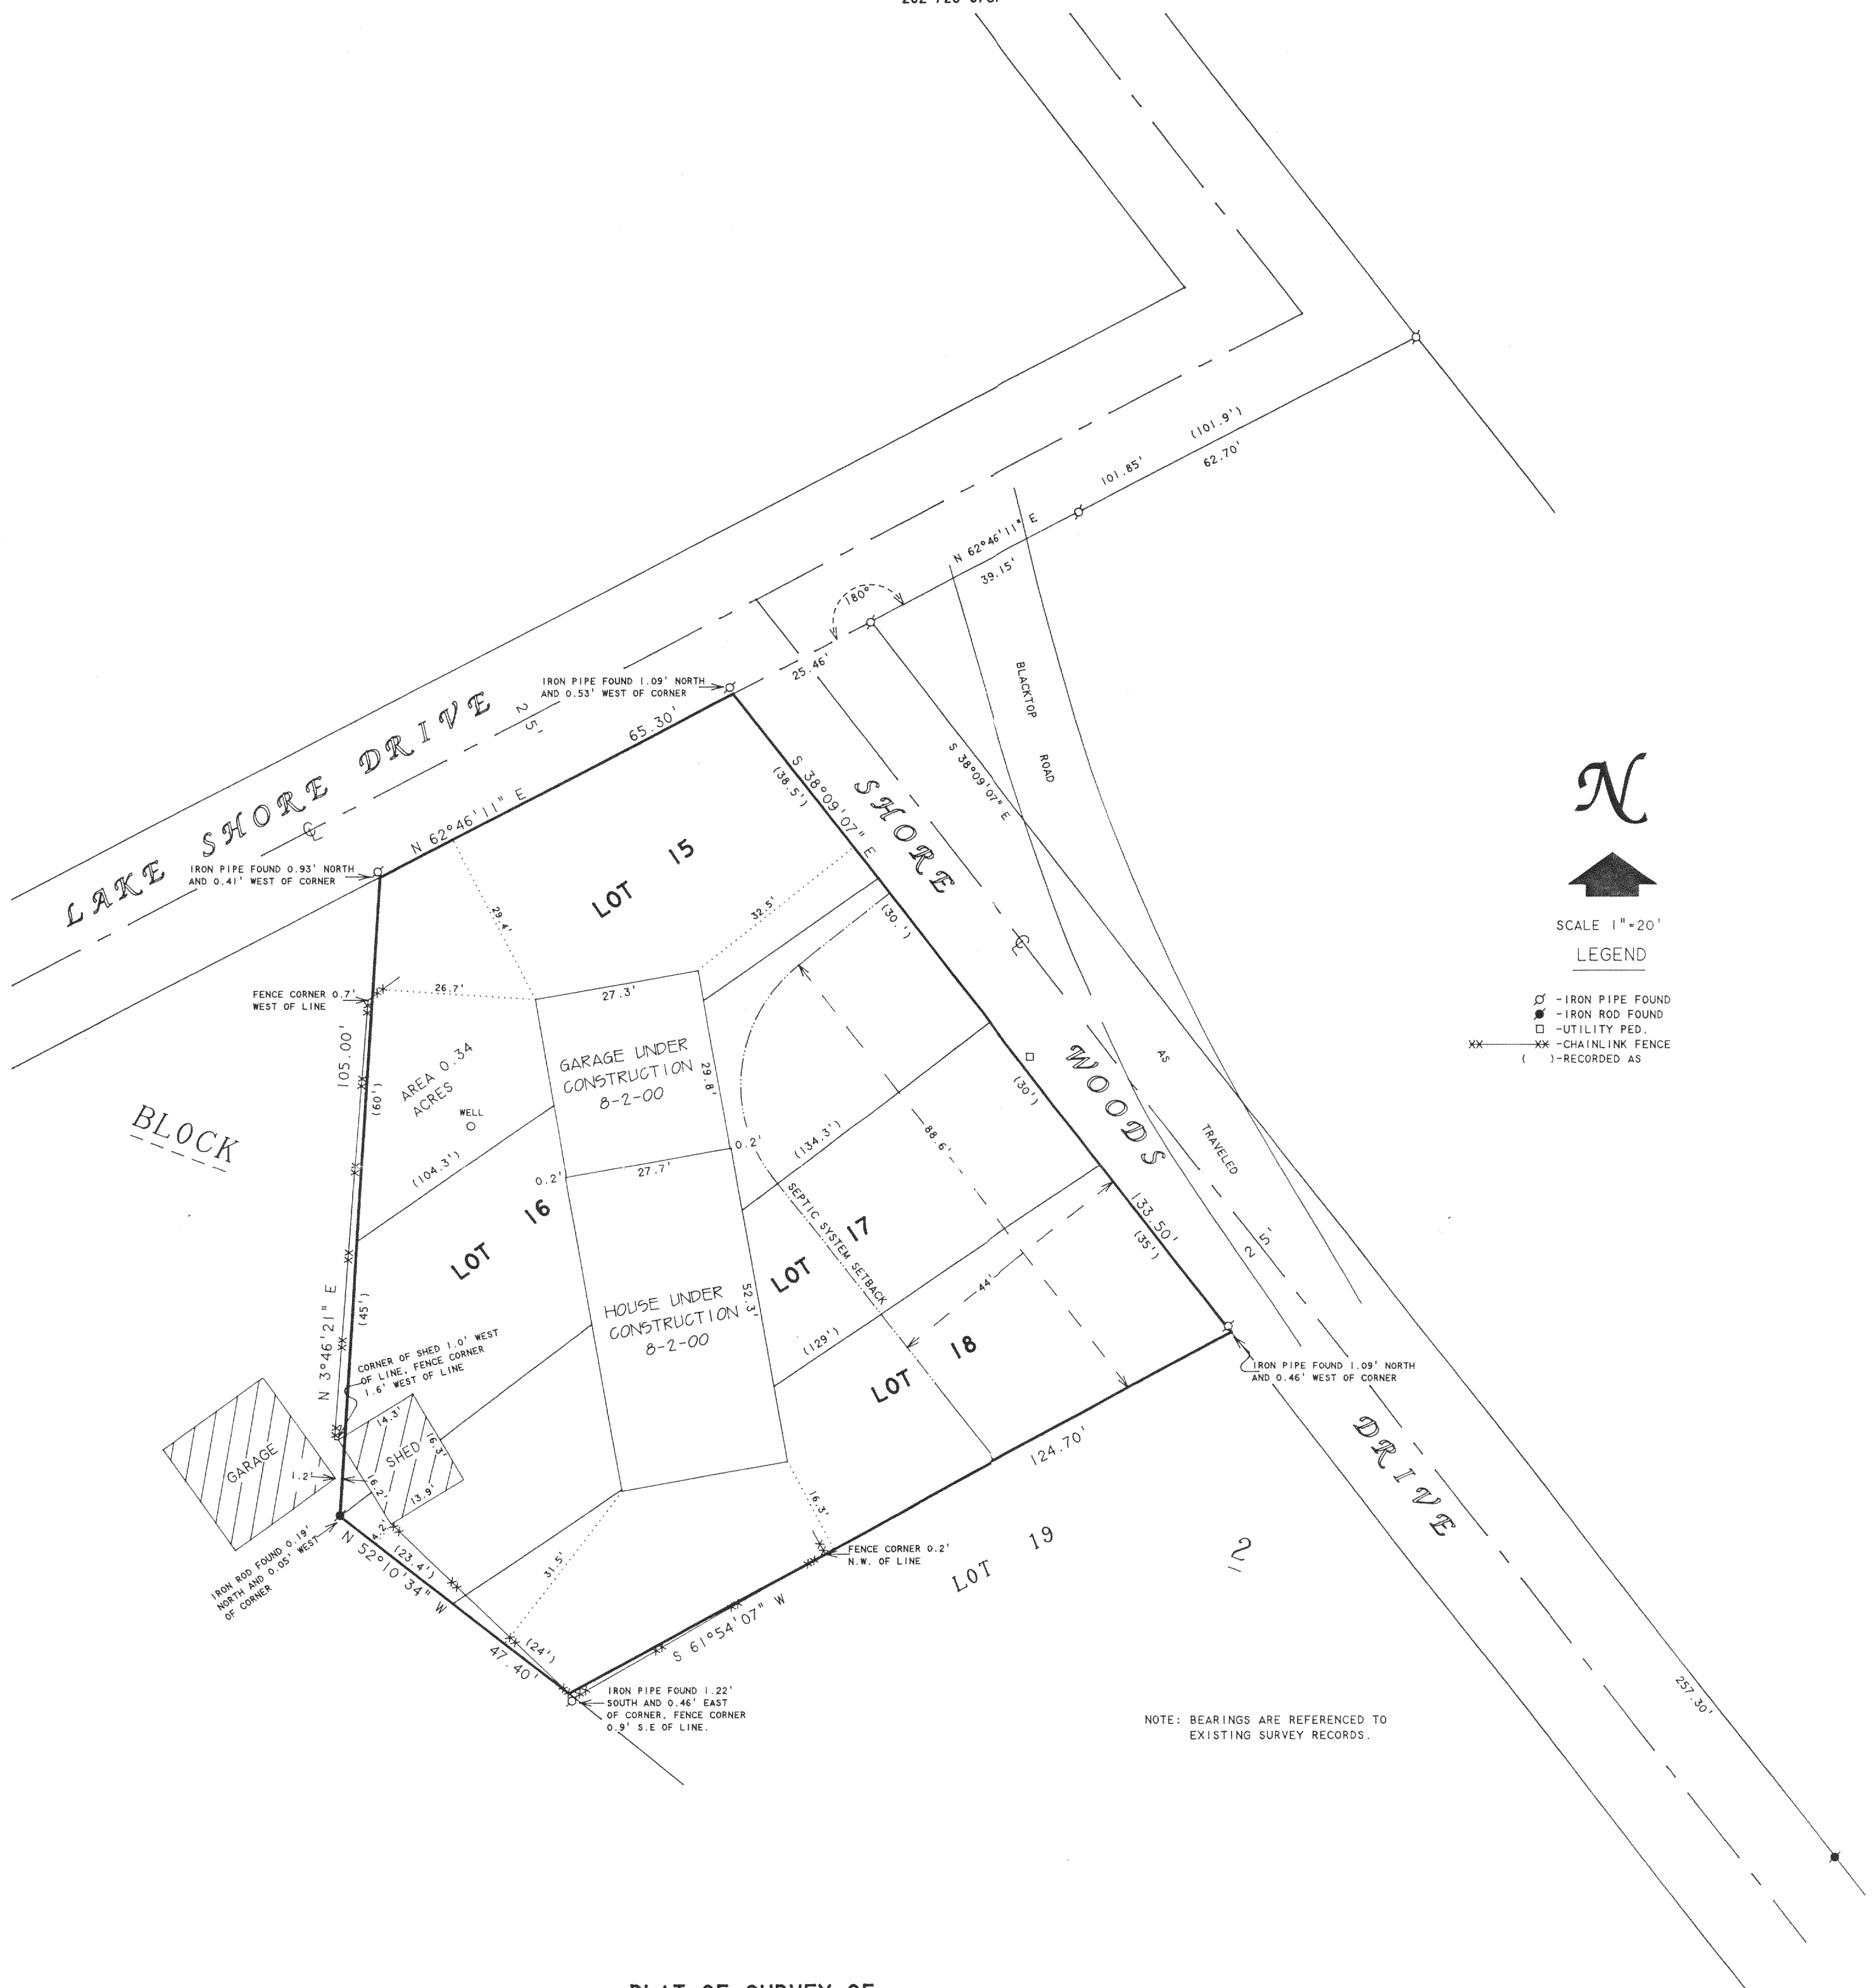 (101.9')
101.85'
62.70'
N 62°46'11" E
39.15'
180°
25.46'
IRON PIPE FOUND 1.09' NORTH
AND 0.53' WEST OF CORNER
LAKE SHORE DRIVE
25'
65.30'
N 62°46'11" E
IRON PIPE FOUND 0.93' NORTH
AND 0.41' WEST OF CORNER
BLACKTOP
ROAD
AS
TRAVELED
S 38°09'07" E
S 38°09'07" E
(38.5')
SHORE
WOODS
DRIVE
25'
N
SCALE 1"=20'
LEGEND
-IRON PIPE FOUND
-IRON ROD FOUND
-UTILITY PED.
XX XX -CHAINLINK FENCE
( )-RECORDED AS
LOT 15
29.4'
32.5'
(30.')
26.7'
27.3'
FENCE CORNER 0.7'
WEST OF LINE
105.00'
(60')
AREA 0.34
ACRES
WELL
GARAGE UNDER
CONSTRUCTION
8-2-00
29.8'
BLOCK
(104.3')
0.2'
27.7'
0.2'
(134.3')
88.6'
(30')
LOT 16
SEPTIC SYSTEM SETBACK
LOT 17
133.50'
(35')
44'
N 3°46'21" E
(45')
HOUSE UNDER
CONSTRUCTION
8-2-00
52.3'
(129')
LOT 18
CORNER OF SHED 1.0' WEST
OF LINE, FENCE CORNER
1.6' WEST OF LINE
IRON PIPE FOUND 1.09' NORTH
AND 0.46' WEST OF CORNER
GARAGE
1.2'
14.3'
SHED
16.3'
16.2'
13.9'
124.70'
IRON ROD FOUND 0.19'
NORTH AND 0.05' WEST
OF CORNER
N 52°10'34" W
(23.4')
31.5'
16.3'
FENCE CORNER 0.2'
N.W. OF LINE
LOT 19
2
47.40'
(24')
S 61°54'07" W
IRON PIPE FOUND 1.22'
SOUTH AND 0.46' EAST
OF CORNER, FENCE CORNER
0.9' S.E OF LINE.
257.30'
NOTE: BEARINGS ARE REFERENCED TO
EXISTING SURVEY RECORDS.
PLAT OF SURVEY OF